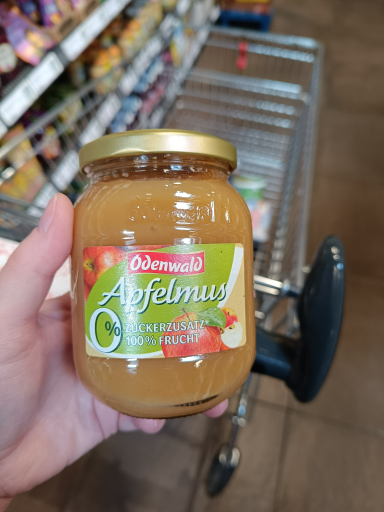 Odenwald
Apfelmus
0%
ZUCKERZUSATZ*
100% FRUCHT